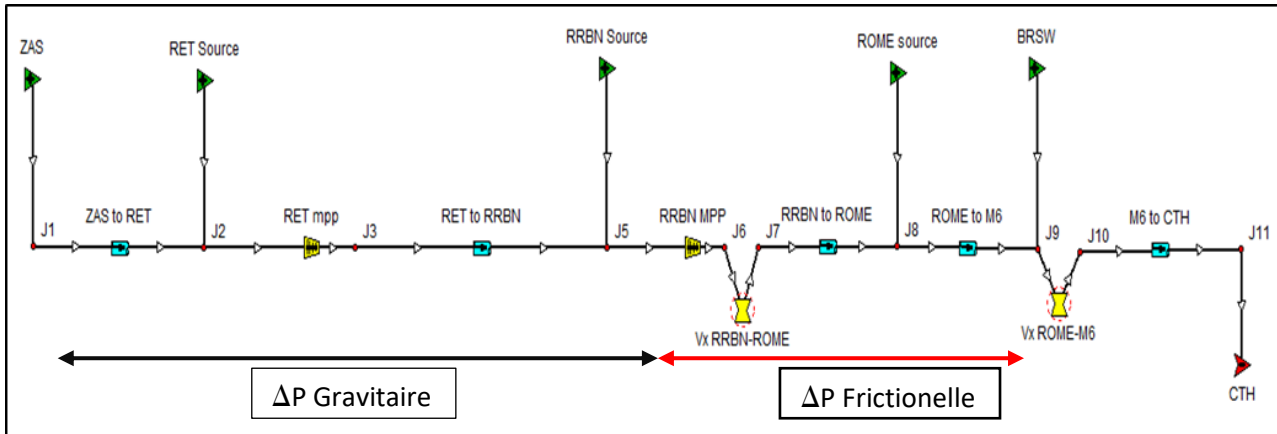 ZAS
RET Source
RRBN Source
ROME source
BRSW
J1
ZAS to RET
J2
RET mpp
J3
RET to RRBN
J5
RRBN MPP
J6
J7
RRBN to ROME
J8
ROME to M6
J9
J10
M6 to CTH
J11
Vx RRBN-ROME
Vx ROME-M6
CTH
ΔP Gravitaire
ΔP Frictionelle